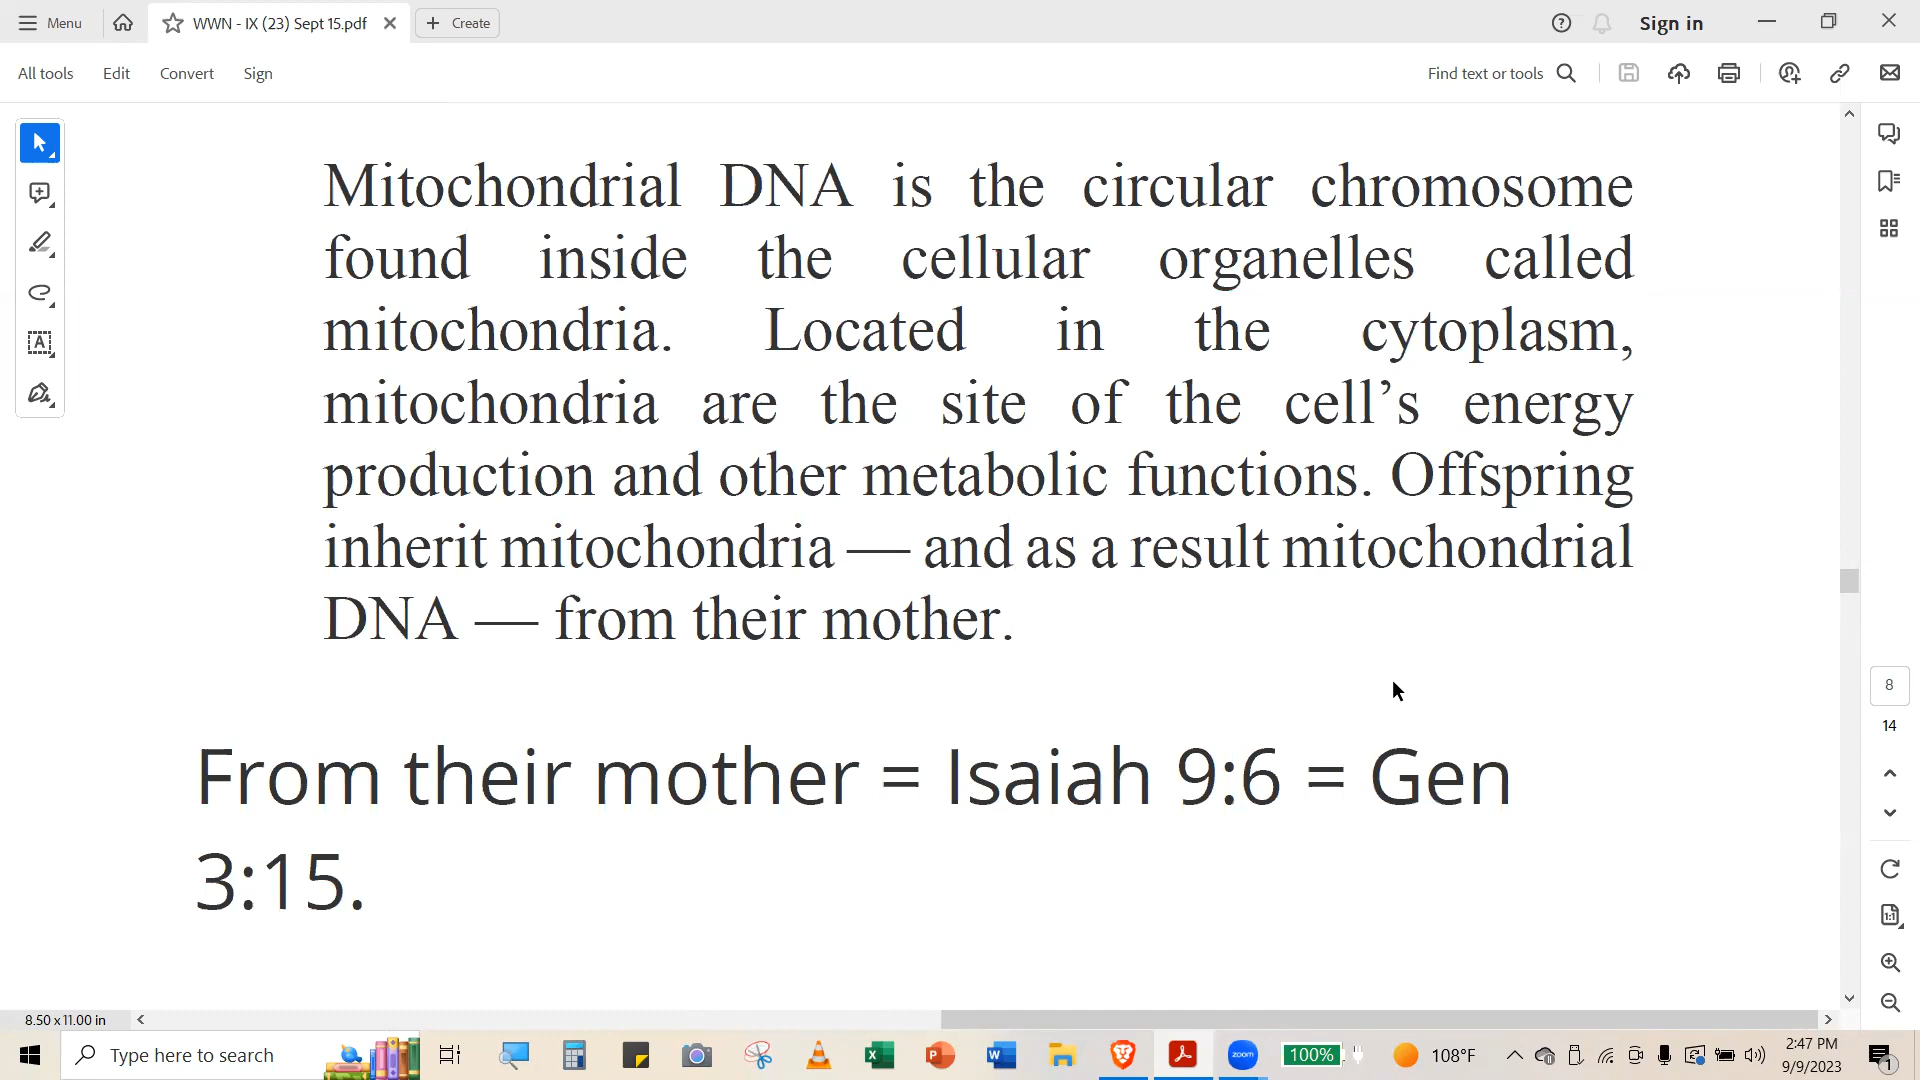 Menu
WWN - IX (23) Sept 15.pdf
Create
Sign in
All tools
Edit
Convert
Sign
Find text or tools
Mitochondrial DNA is the circular chromosome
found inside the cellular organelles called
mitochondria. Located in the cytoplasm,
mitochondria are the site of the cell’s energy
production and other metabolic functions. Offspring
inherit mitochondria — and as a result mitochondrial
DNA — from their mother.
From their mother = Isaiah 9:6 = Gen
3:15.
8
14
8.50 x 11.00 in
Type here to search
zoom
100%
108°F
2:47 PM
9/9/2023
1